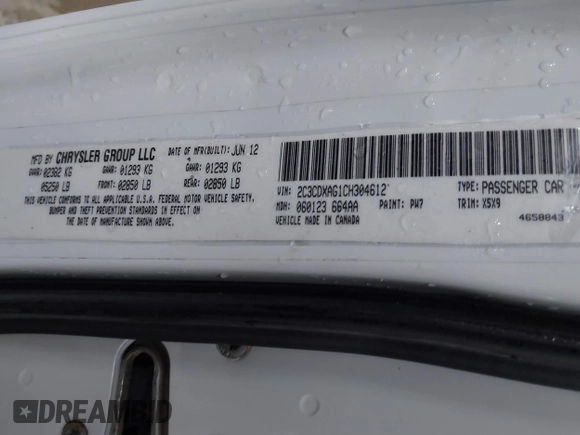 MFD BY CHRYSLER GROUP LLC DATE OF MFR(BUILT): JUN 12
GVWR: 02382 KG GAWR: 01293 KG GAWR: 01293 KG
05250 LB FRONT: 02850 LB REAR: 02850 LB
THIS VEHICLE CONFORMS TO ALL APPLICABLE U.S.A. FEDERAL MOTOR VEHICLE SAFETY,
BUMPER AND THEFT PREVENTION STANDARDS IN EFFECT ON
THE DATE OF MANUFACTURE SHOWN ABOVE.
VIN: 2C3CDXAG1CH304612 TYPE: PASSENGER CAR
MDH: 060123 664AA PAINT: PW7 TRIM: X5X9
VEHICLE MADE IN CANADA 4658843
DREAMBID